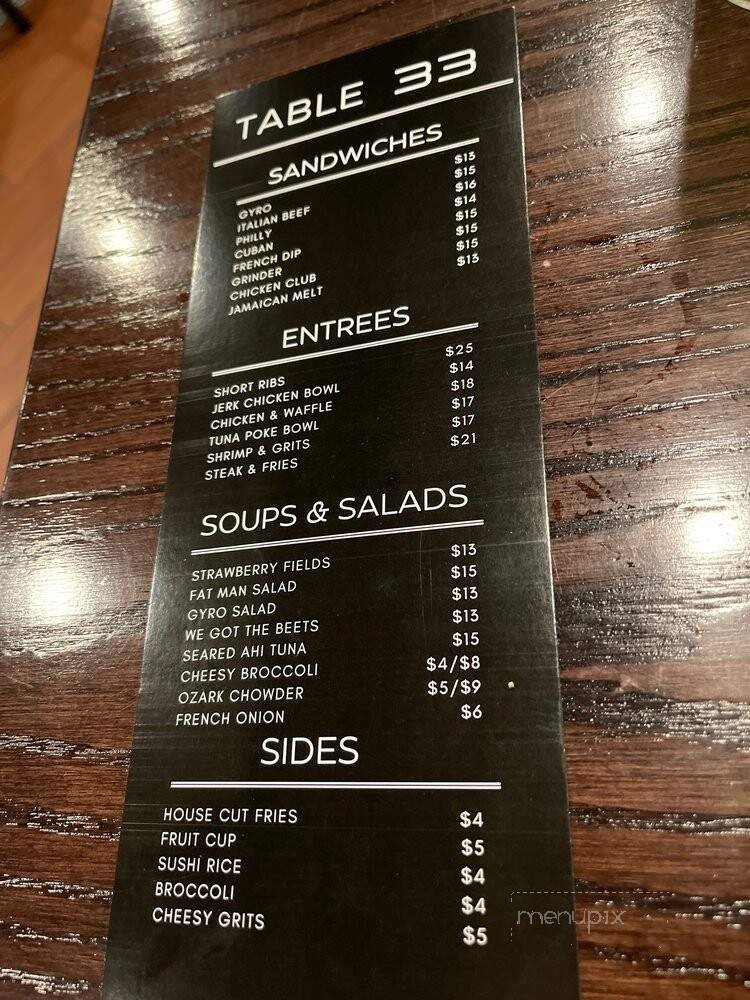 TABLE 33
SANDWICHES
GYRO $13
ITALIAN BEEF $15
PHILLY $16
CUBAN $14
FRENCH DIP $15
GRINDER $15
CHICKEN CLUB $15
JAMAICAN MELT $13
ENTREES
SHORT RIBS $25
JERK CHICKEN BOWL $14
CHICKEN & WAFFLE $18
TUNA POKE BOWL $17
SHRIMP & GRITS $17
STEAK & FRIES $21
SOUPS & SALADS
STRAWBERRY FIELDS $13
FAT MAN SALAD $15
GYRO SALAD $13
WE GOT THE BEETS $13
SEARED AHI TUNA $15
CHEESY BROCCOLI $4/$8
OZARK CHOWDER $5/$9
FRENCH ONION $6
SIDES
HOUSE CUT FRIES $4
FRUIT CUP $5
SUSHI RICE $4
BROCCOLI $4
CHEESY GRITS $5
menupix